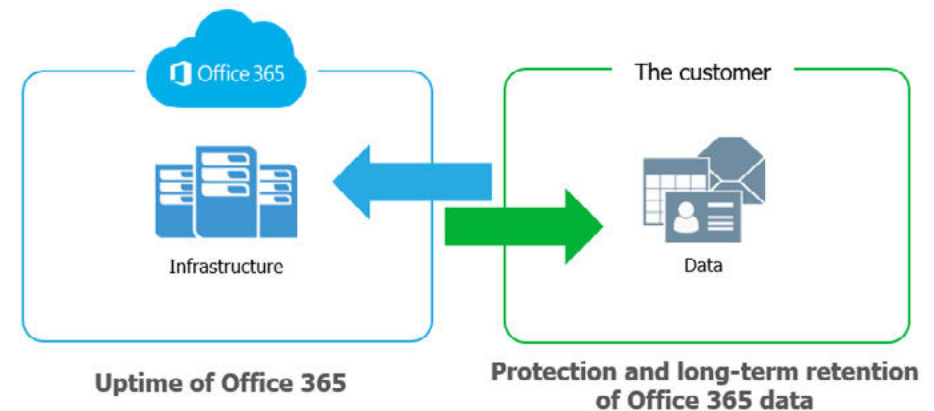 Office 365
The customer
Infrastructure
Data
Uptime of Office 365
Protection and long-term retention
of Office 365 data